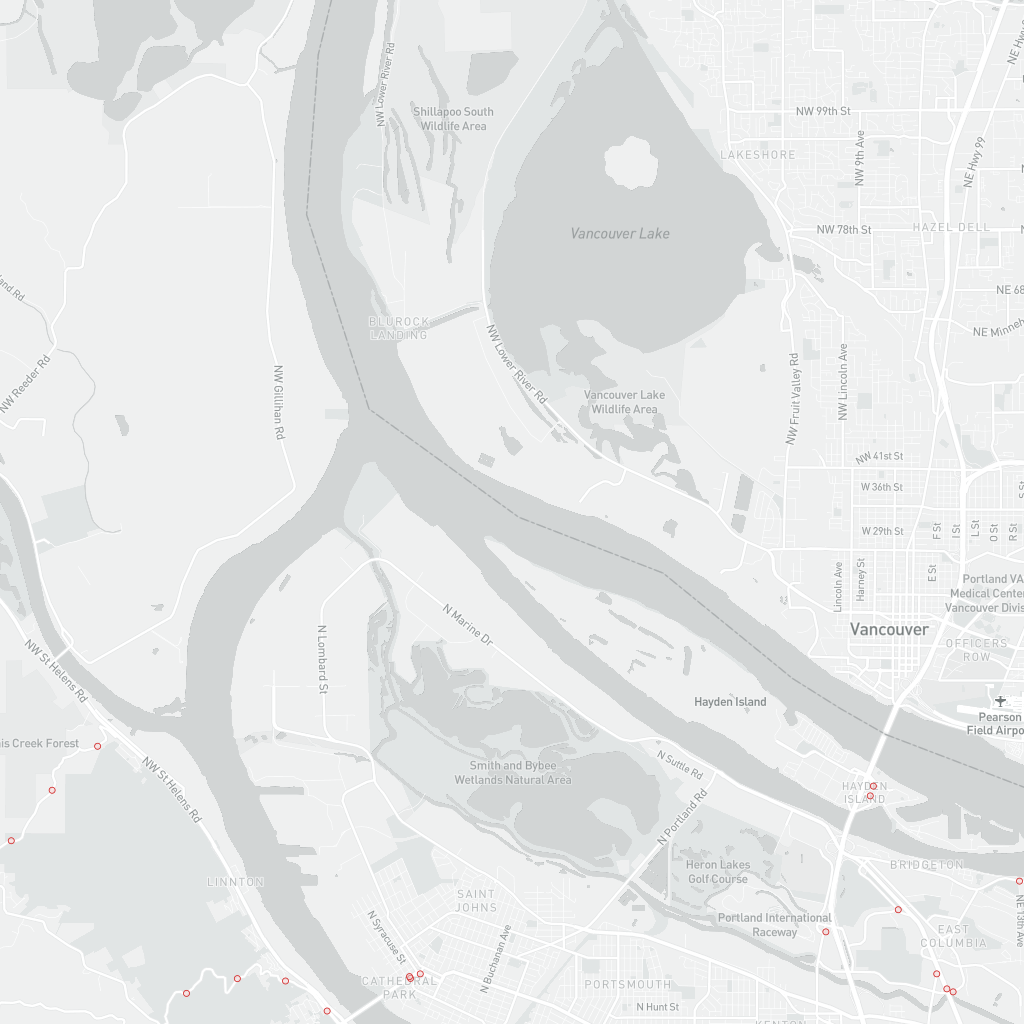 NW Lower River Rd
Shillapoo South
Wildlife Area
NW 99th St
NW 9th Ave
NE Hwy 99
LAKESHORE
Vancouver Lake
NW 78th St
HAZEL DELL
NE 68
NE Minneh
BLUROCK
LANDING
NW Lower River Rd
NW Reeder Rd
NW Gillihan Rd
Vancouver Lake
Wildlife Area
NW Fruit Valley Rd
NW Lincoln Ave
NW 41st St
W 36th St
W 29th St
F St
I St
L St
O St
R St
S St
E St
Lincoln Ave
Harney St
Portland VA
Medical Center
Vancouver Divis
Vancouver
OFFICERS
ROW
N Marine Dr
N Lombard St
NW St Helens Rd
Hayden Island
Pearson
Field Airpo
is Creek Forest
NW St Helens Rd
Smith and Bybee
Wetlands Natural Area
N Suttle Rd
N Portland Rd
HAYDEN
ISLAND
BRIDGETON
Heron Lakes
Golf Course
LINNTON
SAINT
JOHNS
N Syracuse St
N Buchanan Ave
Portland International
Raceway
EAST
COLUMBIA
NE 13th Ave
CATHEDRAL
PARK
PORTSMOUTH
N Hunt St
KENTON